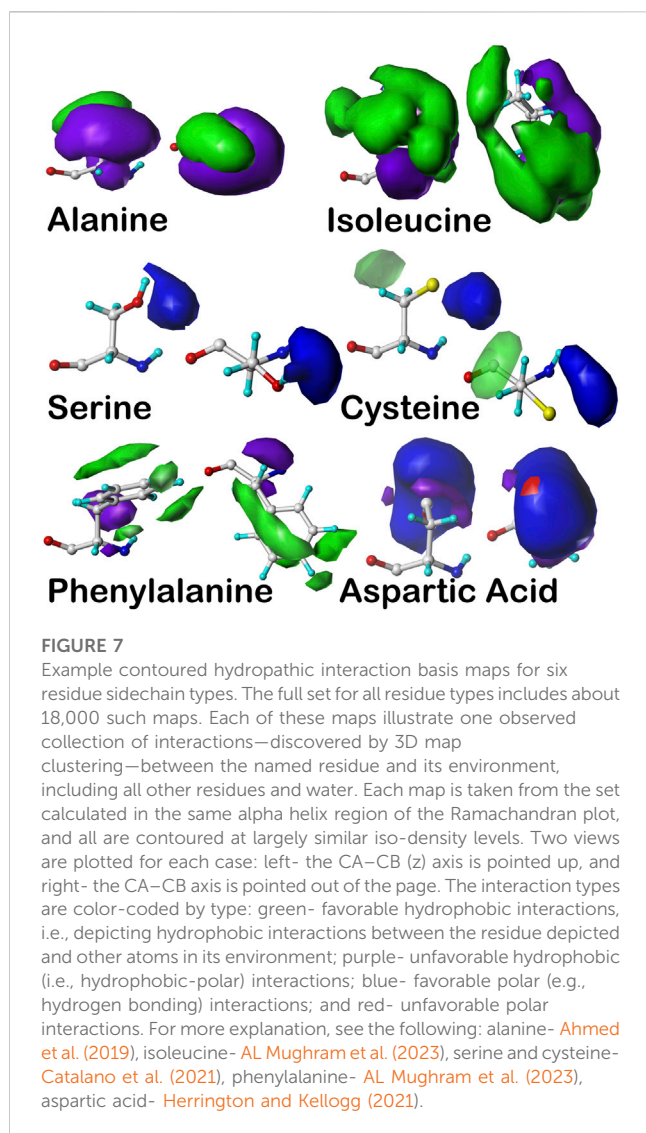 Alanine
Isoleucine
Serine
Cysteine
Phenylalanine
Aspartic Acid
FIGURE 7
Example contoured hydropathic interaction basis maps for six
residue sidechain types. The full set for all residue types includes about
18,000 such maps. Each of these maps illustrate one observed
collection of interactions—discovered by 3D map
clustering—between the named residue and its environment,
including all other residues and water. Each map is taken from the set
calculated in the same alpha helix region of the Ramachandran plot,
and all are contoured at largely similar iso-density levels. Two views
are plotted for each case: left- the CA–CB (z) axis is pointed up, and
right- the CA–CB axis is pointed out of the page. The interaction types
are color-coded by type: green- favorable hydrophobic interactions,
i.e., depicting hydrophobic interactions between the residue depicted
and other atoms in its environment; purple- unfavorable hydrophobic
(i.e., hydrophobic-polar) interactions; blue- favorable polar (e.g.,
hydrogen bonding) interactions; and red- unfavorable polar
interactions. For more explanation, see the following: alanine- Ahmed
et al. (2019), isoleucine- AL Mughram et al. (2023), serine and cysteine-
Catalano et al. (2021), phenylalanine- AL Mughram et al. (2023),
aspartic acid- Herrington and Kellogg (2021).